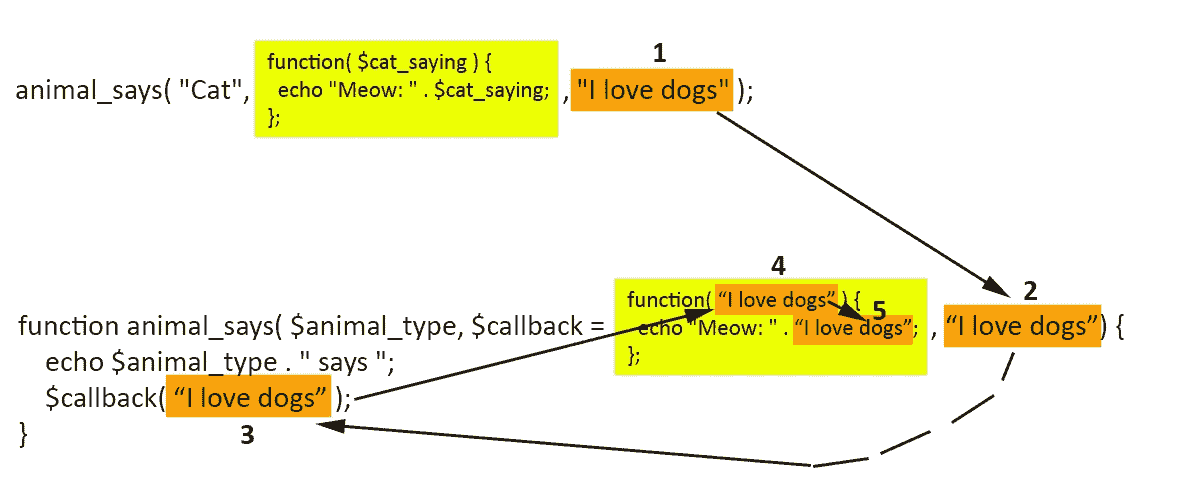 1
function( $cat_saying ) {
animal_says( "Cat", echo "Meow: " . $cat_saying; , "I love dogs" );
};
4
2
function( “I love dogs” ) {
5
function animal_says( $animal_type, $callback = echo "Meow: " . “I love dogs”; , “I love dogs”) {
};
echo $animal_type . " says ";
$callback( “I love dogs” );
}
3